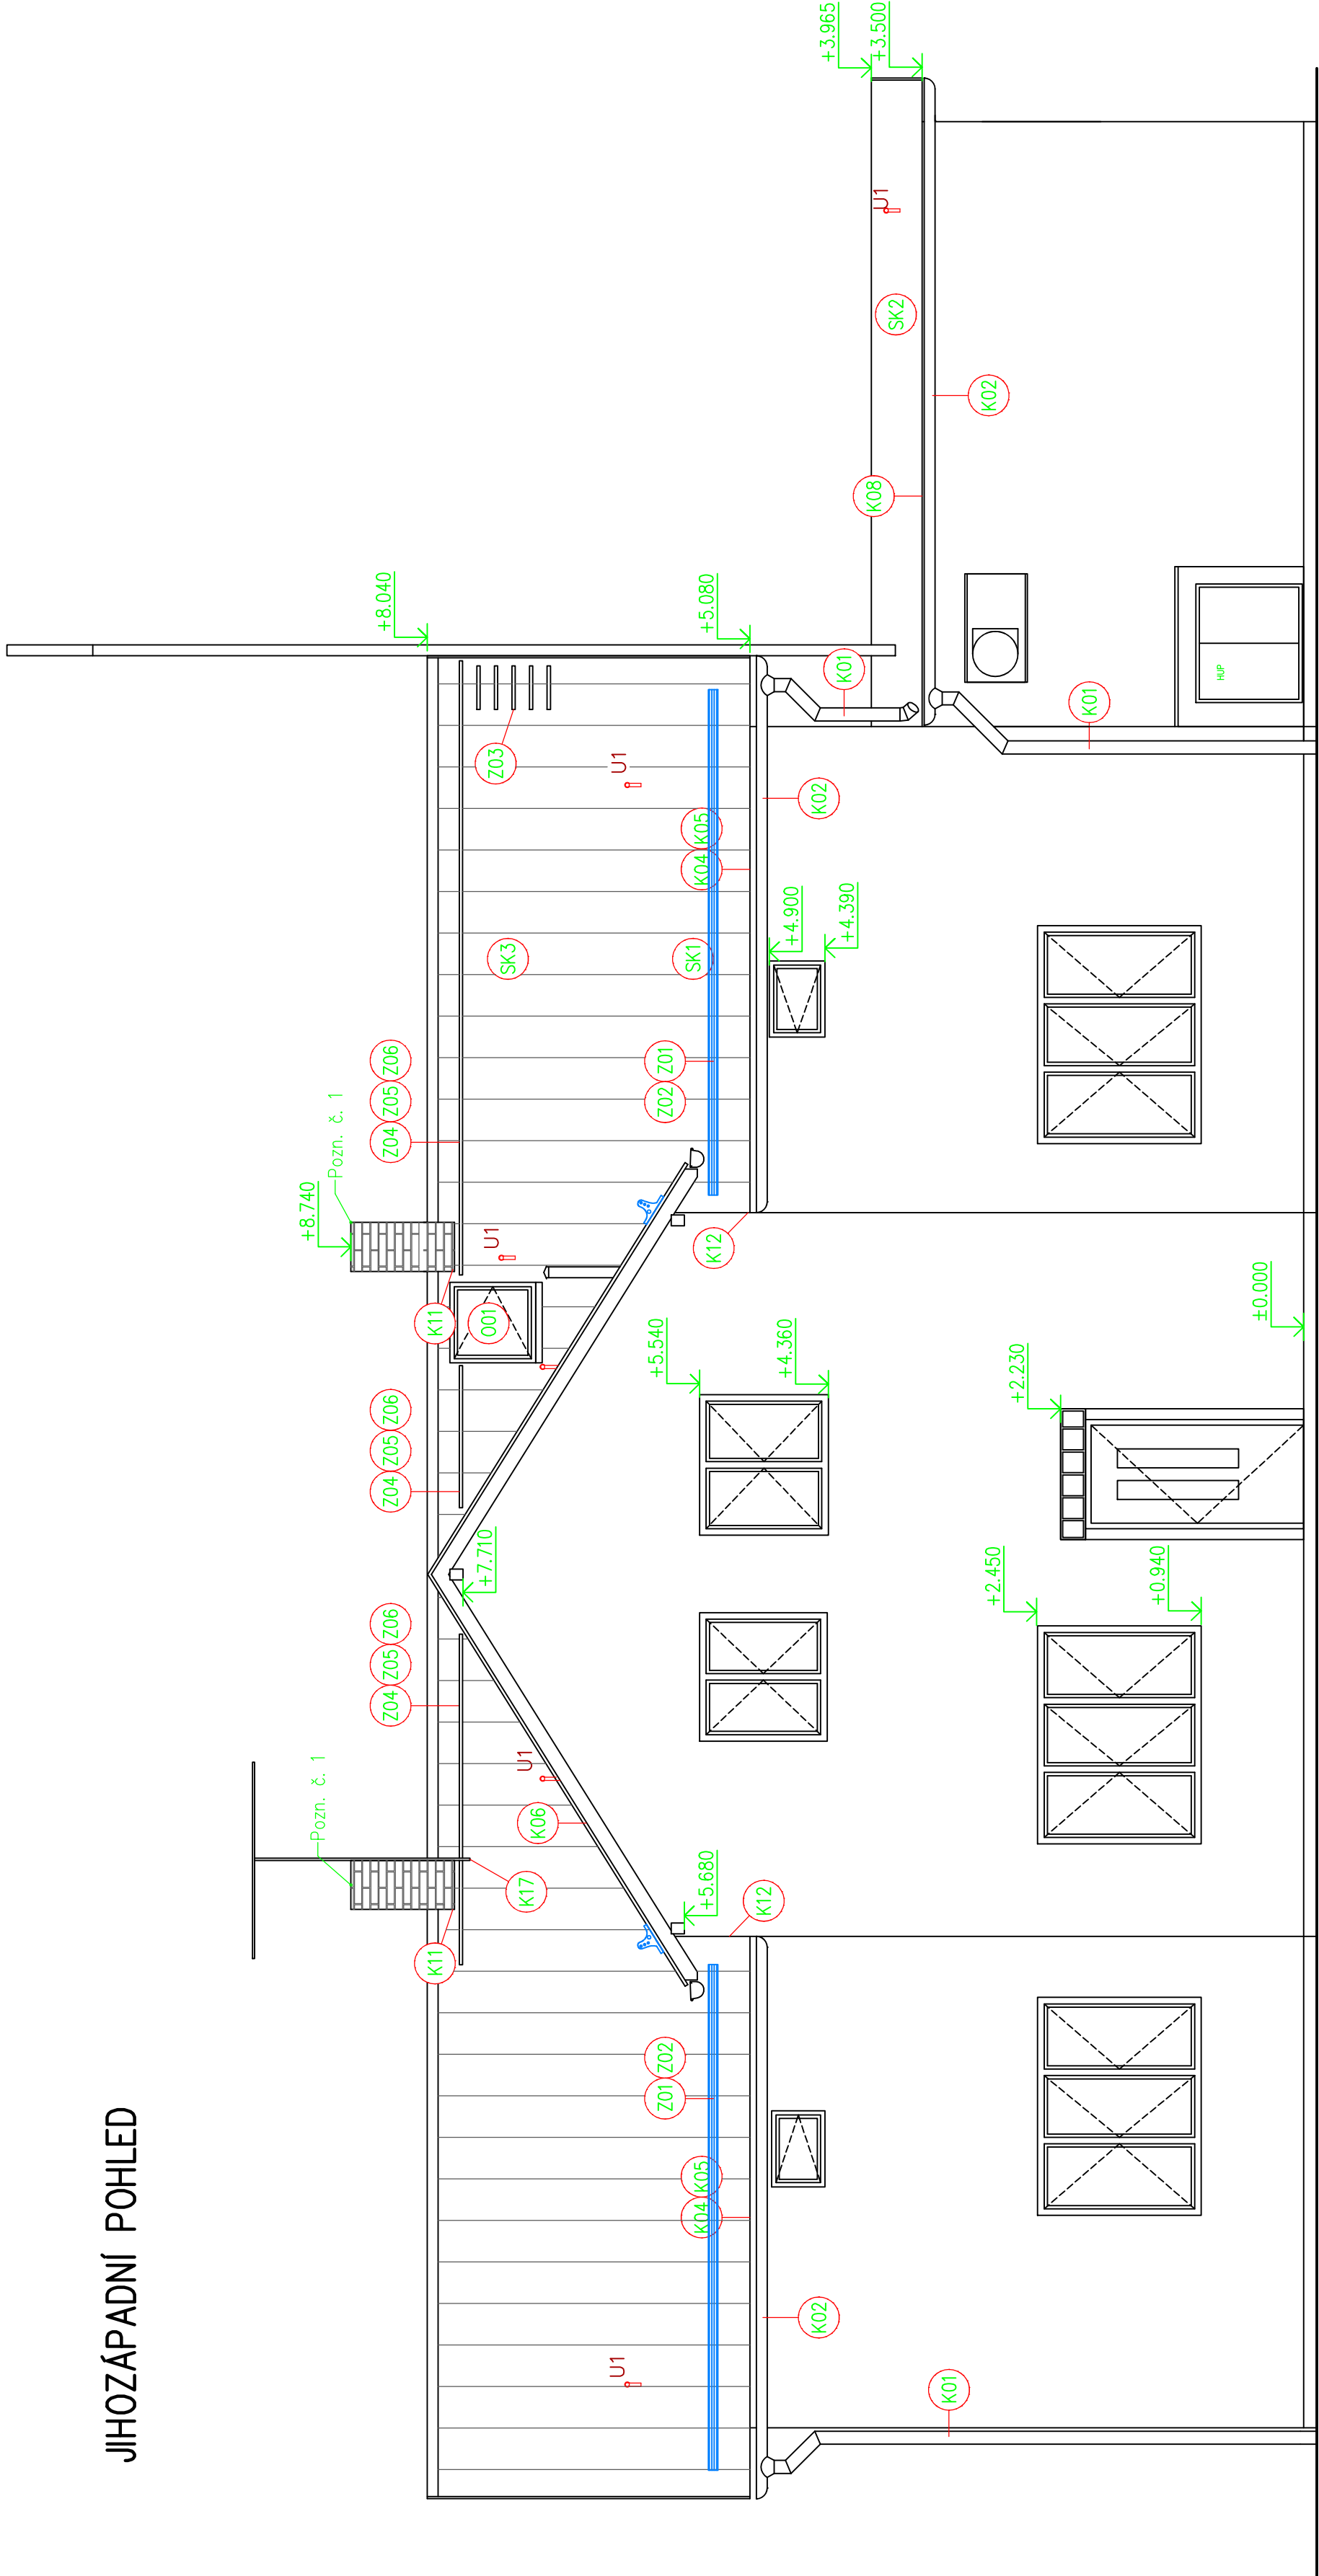 JIHOZÁPADNÍ POHLED
Pozn. č. 1
+8.740
Pozn. č. 1
Z04 Z05 Z06
Z04 Z05 Z06
Z04 Z05 Z06
+8.040
K11
K11
+7.710
O01
U1
SK3
Z03
K17
K06
U1
U1
U1
Z01 Z02
+5.540
Z02 Z01
K04 K05
+5.680
K12
SK1
K04 K05
+5.080
K12
+4.360
+4.900
K02
+4.390
K02
K01
+3.965
K08
SK2
U1
+3.500
K01
K02
+2.450
+2.230
K01
+0.940
HUP
±0.000